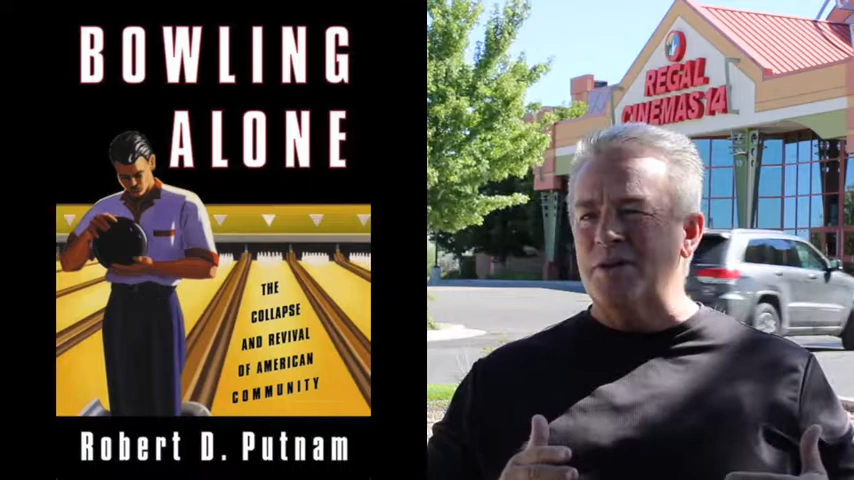 BOWLING
ALONE
THE
COLLAPSE
AND REVIVAL
OF AMERICAN
COMMUNITY
Robert D. Putnam
REGAL
CINEMAS 14